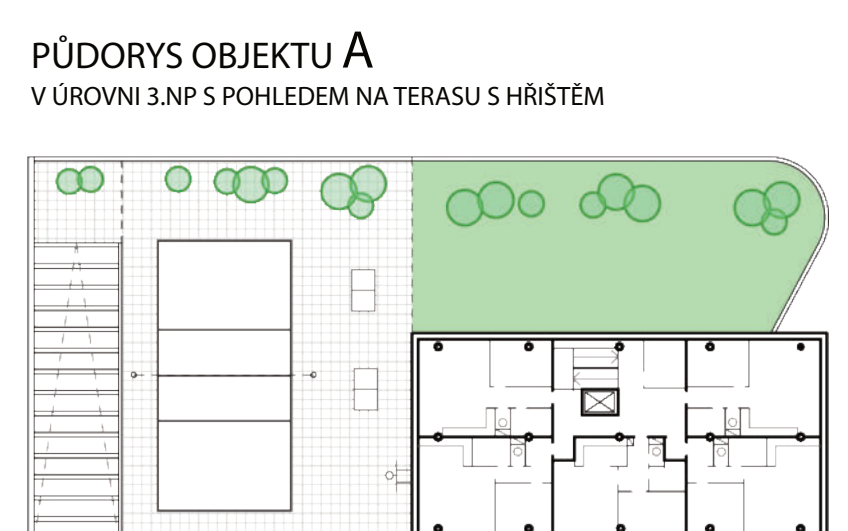 PŮDORYS OBJEKTU A
V ÚROVNI 3.NP S POHLEDEM NA TERASU S HŘIŠTĚM